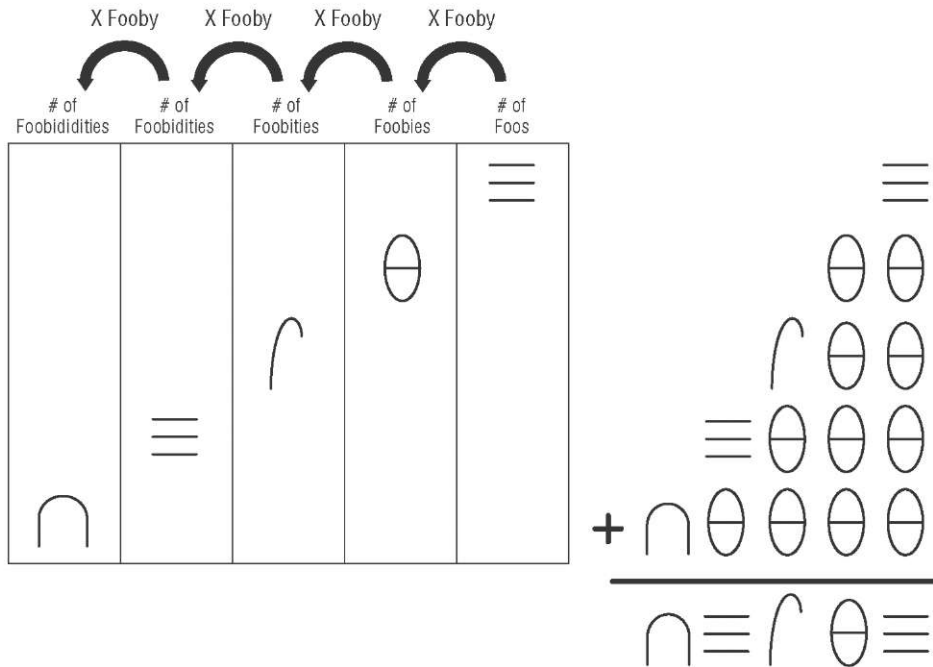 X Fooby X Fooby X Fooby X Fooby
# of Foobididities
# of Foobidities
# of Foobities
# of Foobies
# of Foos
+